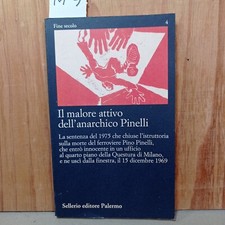 Fine secolo
4
Il malore attivo
dell'anarchico Pinelli
La sentenza del 1975 che chiuse l'istruttoria
sulla morte del ferroviere Pino Pinelli,
che entrò innocente in un ufficio
al quarto piano della Questura di Milano,
e ne uscì dalla finestra, il 15 dicembre 1969
Sellerio editore Palermo